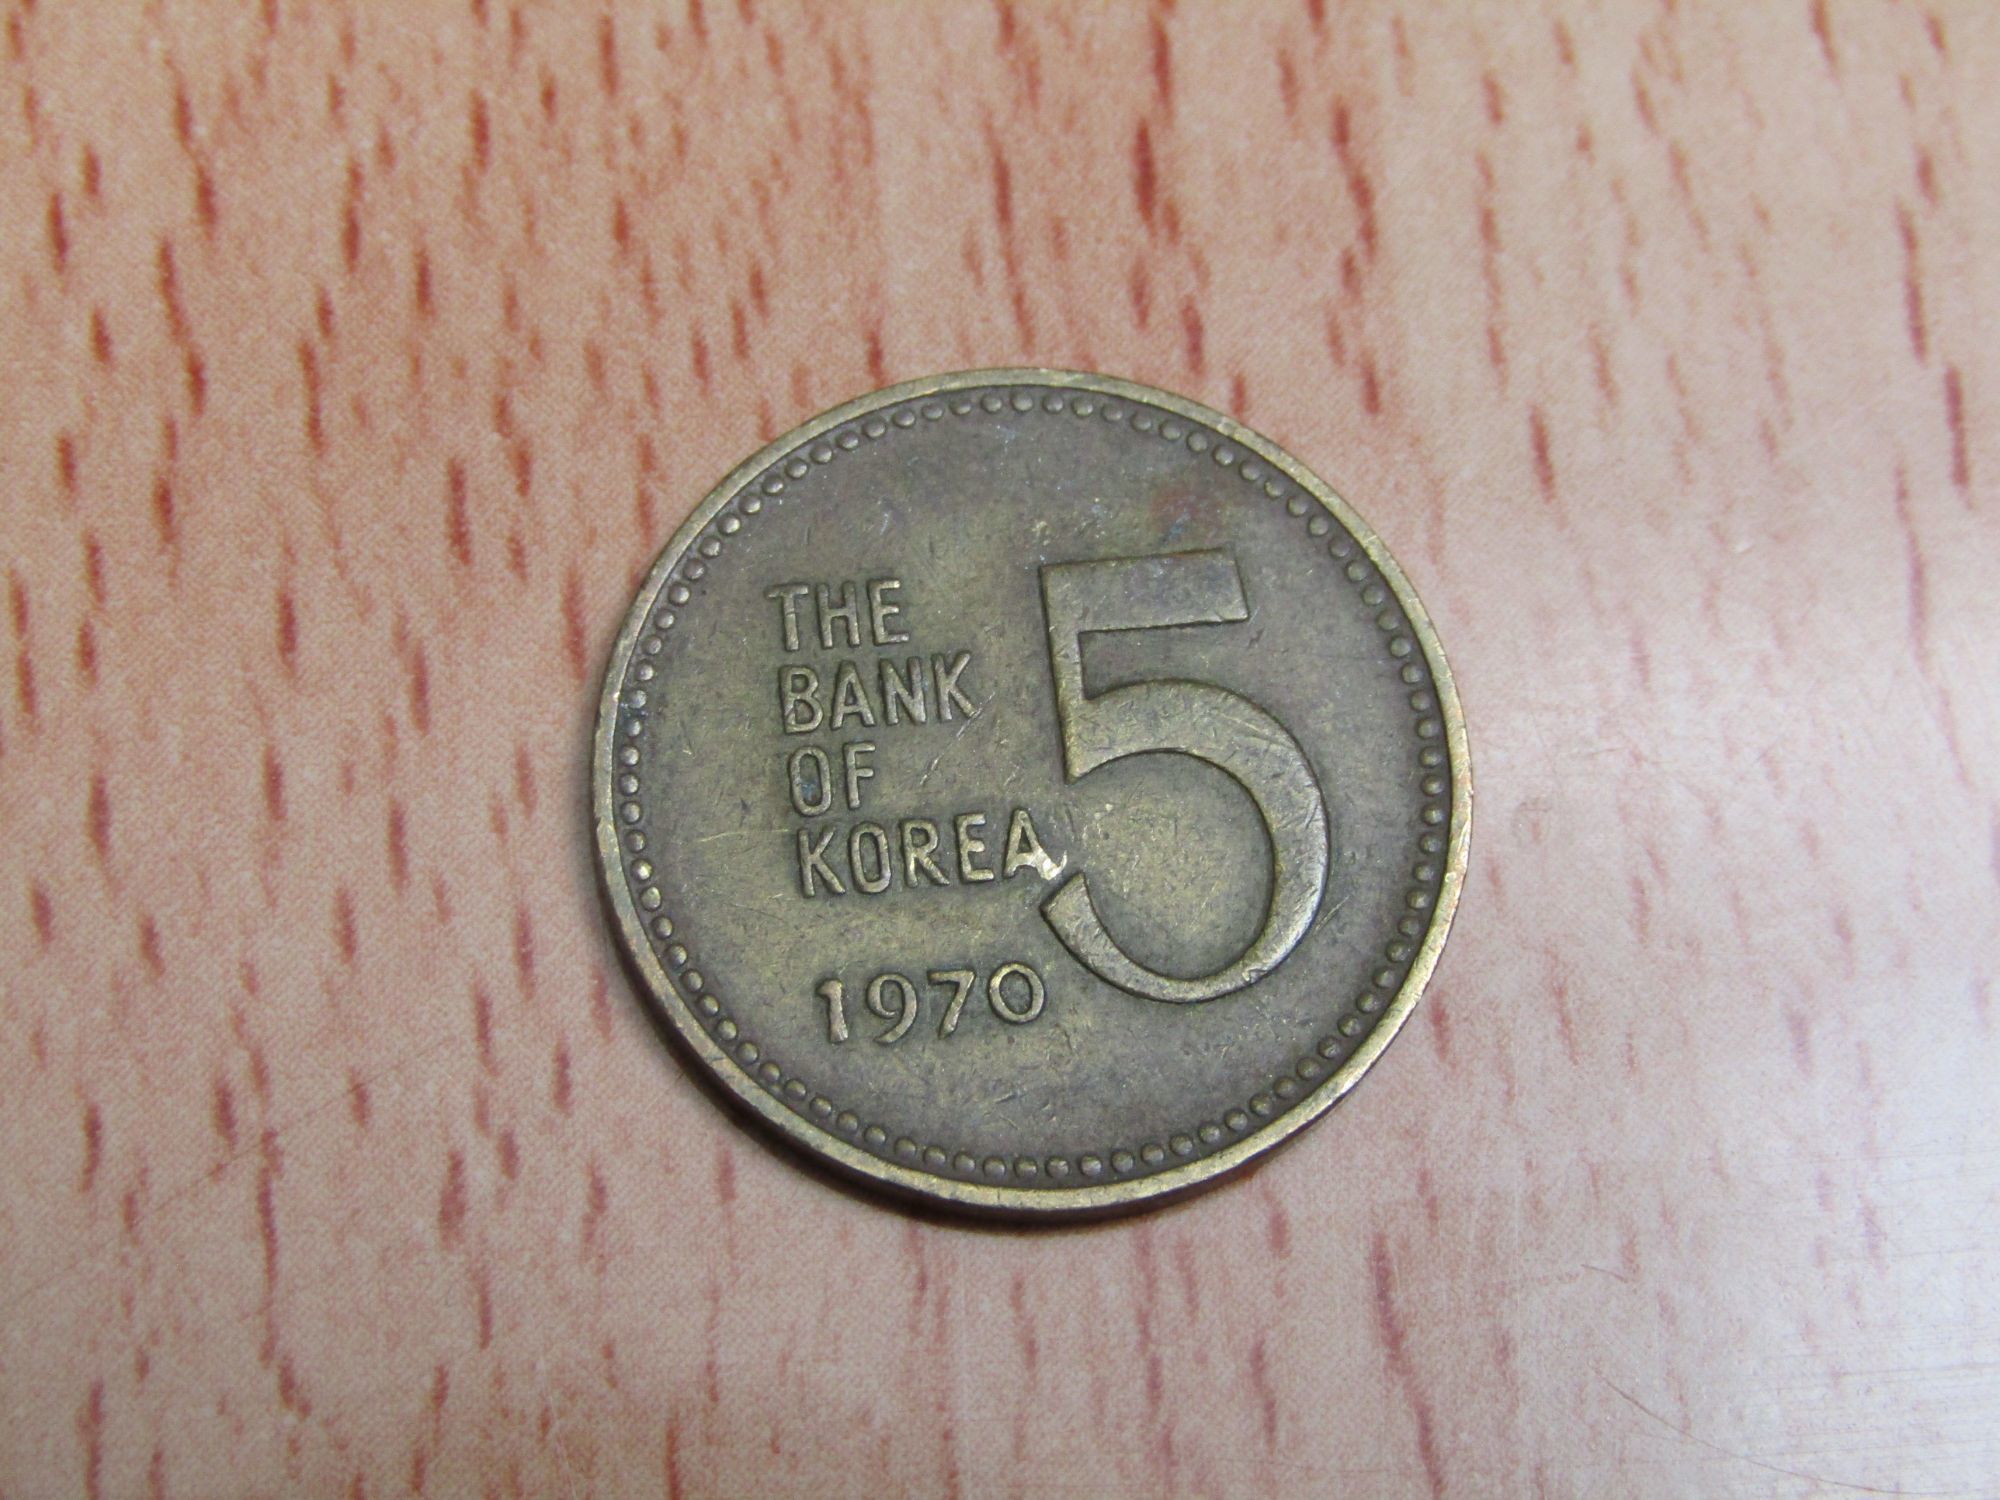 THE
BANK
OF
KOREA
5
1970